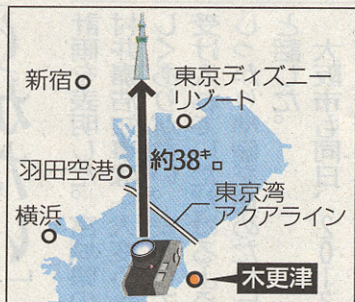 新宿
東京ディズニー
リゾート
約38㌔
羽田空港
東京湾
アクアライン
横浜
木更津